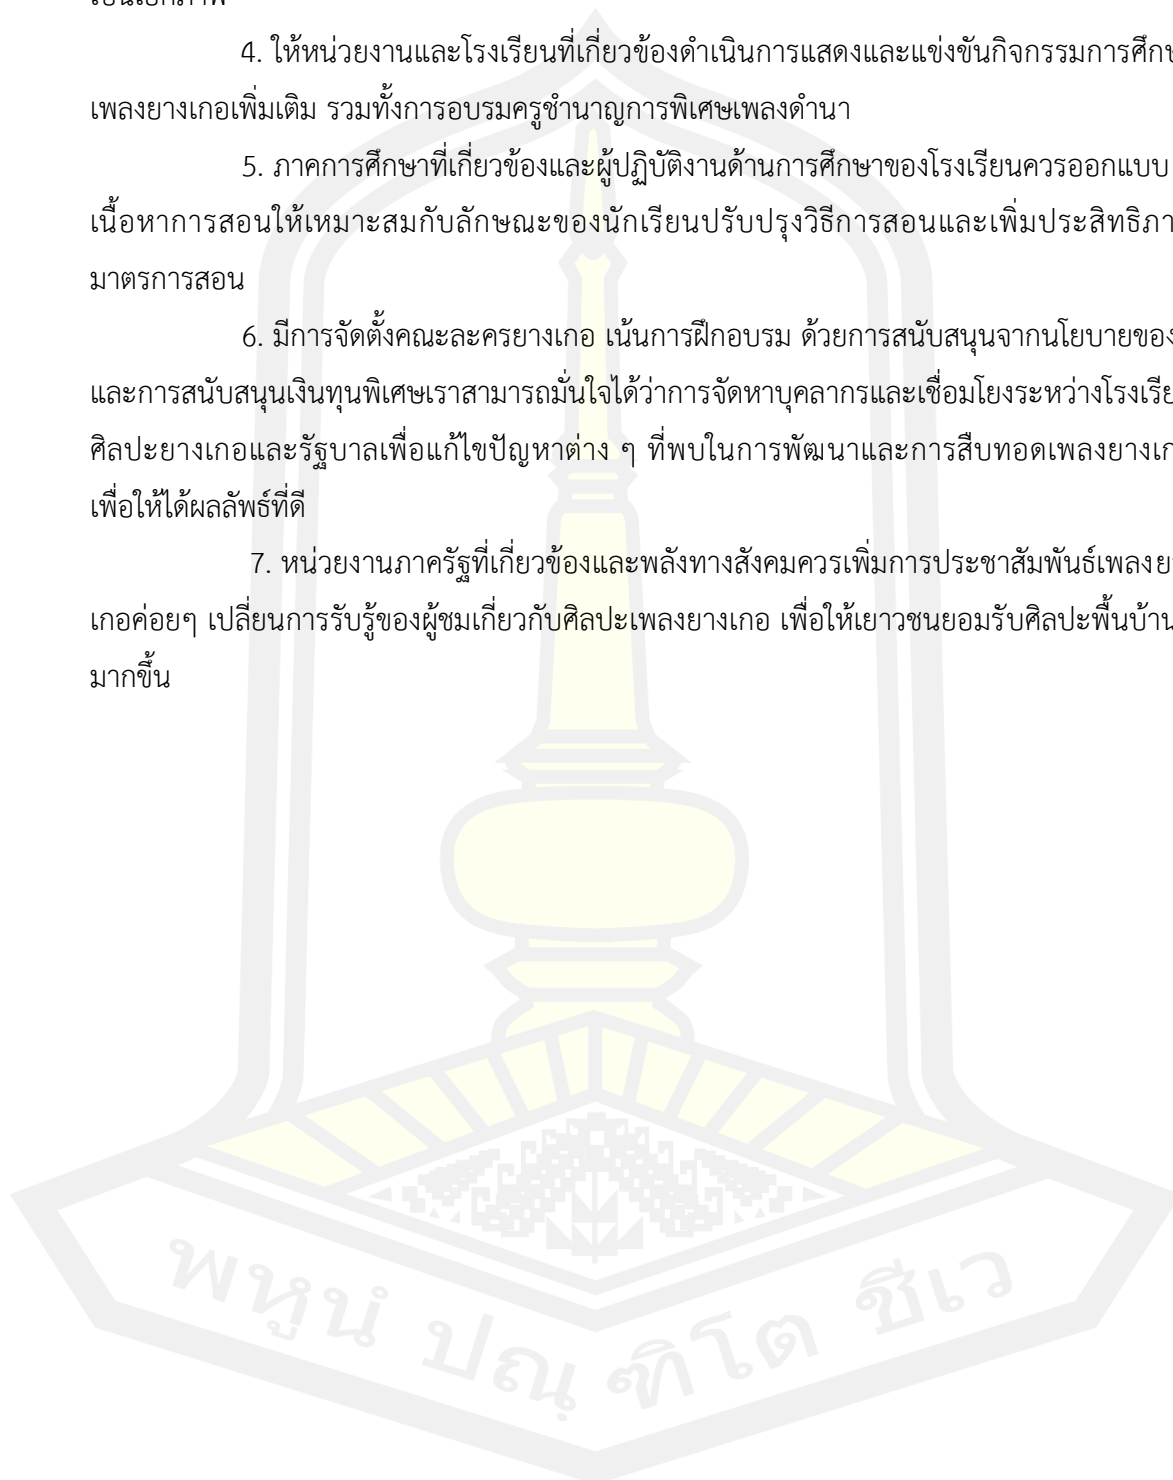 4. ให้หน่วยงานและโรงเรียนที่เกี่ยวข้องดำเนินการแสดงและแข่งขันกิจกรรมการศึกษ
เพลงยางเกอเพิ่มเติม รวมทั้งการอบรมครูชำนาญการพิเศษเพลงดำนา
5. ภาคการศึกษาที่เกี่ยวข้องและผู้ปฏิบัติงานด้านการศึกษาของโรงเรียนควรออกแบบ
เนื้อหาการสอนให้เหมาะสมกับลักษณะของนักเรียนปรับปรุงวิธีการสอนและเพิ่มประสิทธิภา
มาตรการสอน
6. มีการจัดตั้งคณะละครยางเกอ เน้นการฝึกอบรม ด้วยการสนับสนุนจากนโยบายของ
และการสนับสนุนเงินทุนพิเศษเราสามารถมั่นใจได้ว่าการจัดหาบุคลากรและเชื่อมโยงระหว่างโรงเรีย
ศิลปะยางเกอและรัฐบาลเพื่อแก้ไขปัญหาต่าง ๆ ที่พบในการพัฒนาและการสืบทอดเพลงยางเก
เพื่อให้ได้ผลลัพธ์ที่ดี
7. หน่วยงานภาครัฐที่เกี่ยวข้องและพลังทางสังคมควรเพิ่มการประชาสัมพันธ์เพลงย
เกอค่อยๆ เปลี่ยนการรับรู้ของผู้ชมเกี่ยวกับศิลปะเพลงยางเกอ เพื่อให้เยาวชนยอมรับศิลปะพื้นบ้าน
มากขึ้น
พหูนํ ปณฺฑิโต ชีเว